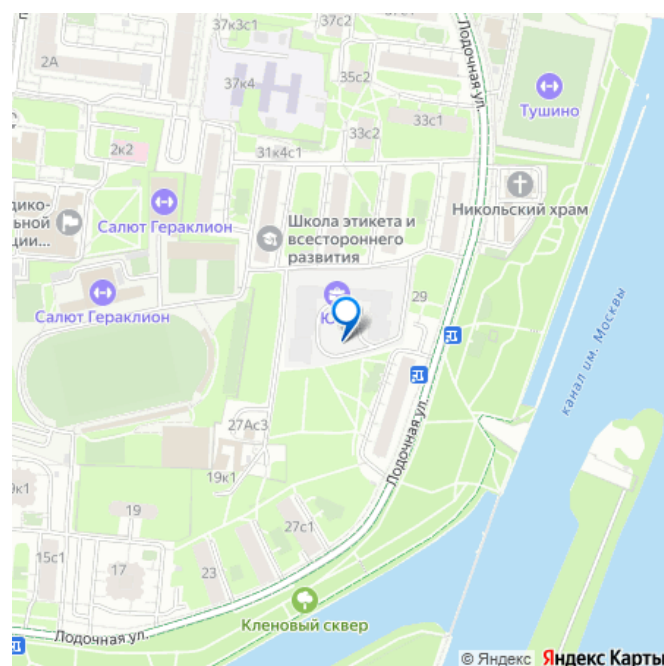 37к3с1
37к2
2А
Лодочная ул.
37к4
35с2
Тушино
33с1
33с2
2к2
31к4с1
Никольский храм
Салют Гераклион
Школа этикета и
всестороннего
развития
Салют Гераклион
29
канал им. Москвы
27Ас3
19к1
Лодочная ул.
19
27с1
15с1
17
23
Кленовый сквер
Лодочная ул.
© Яндекс Яндекс Карты